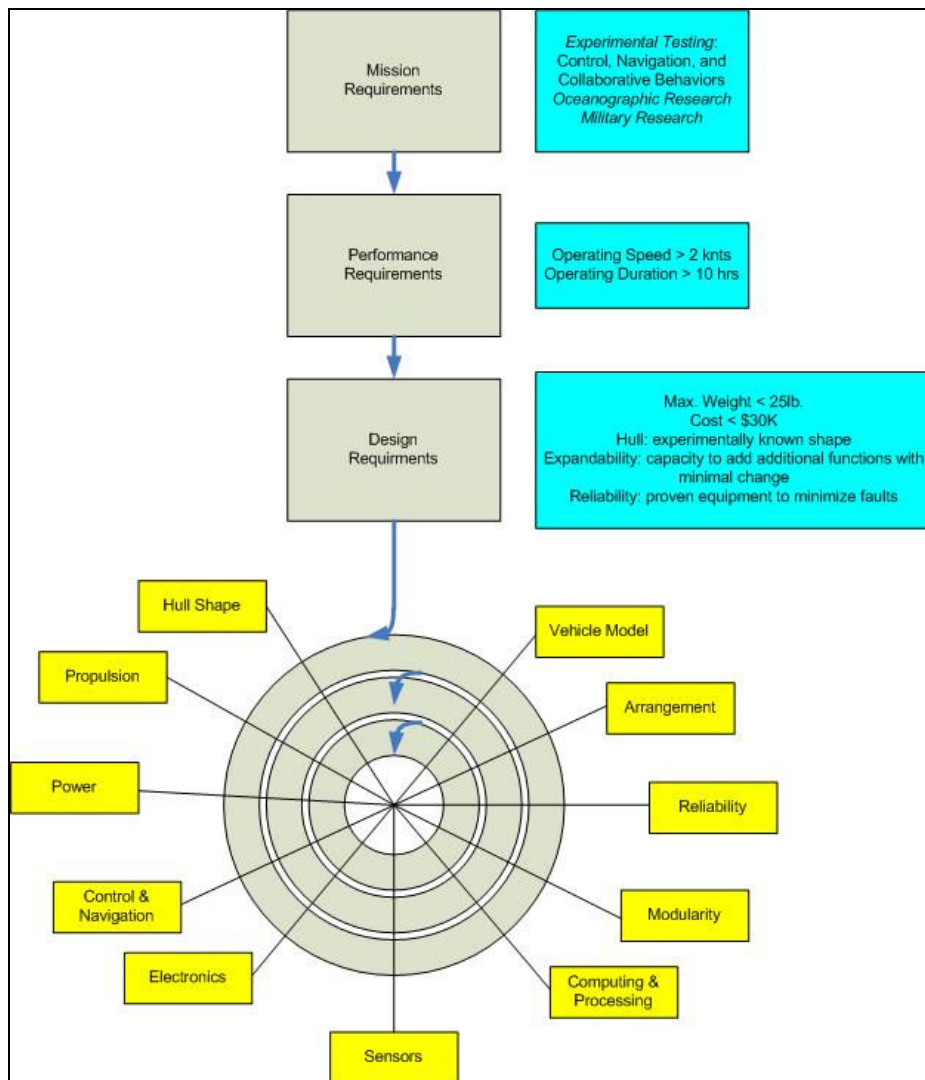 Mission
Requirements
Experimental Testing:
Control, Navigation, and
Collaborative Behaviors
Oceanographic Research
Military Research
Performance
Requirements
Operating Speed > 2 knts
Operating Duration > 10 hrs
Design
Requirments
Max. Weight < 25lb.
Cost < $30K
Hull: experimentally known shape
Expandability: capacity to add additional functions with
minimal change
Reliability: proven equipment to minimize faults
Hull Shape
Vehicle Model
Propulsion
Arrangement
Power
Reliability
Control &
Navigation
Modularity
Electronics
Computing &
Processing
Sensors